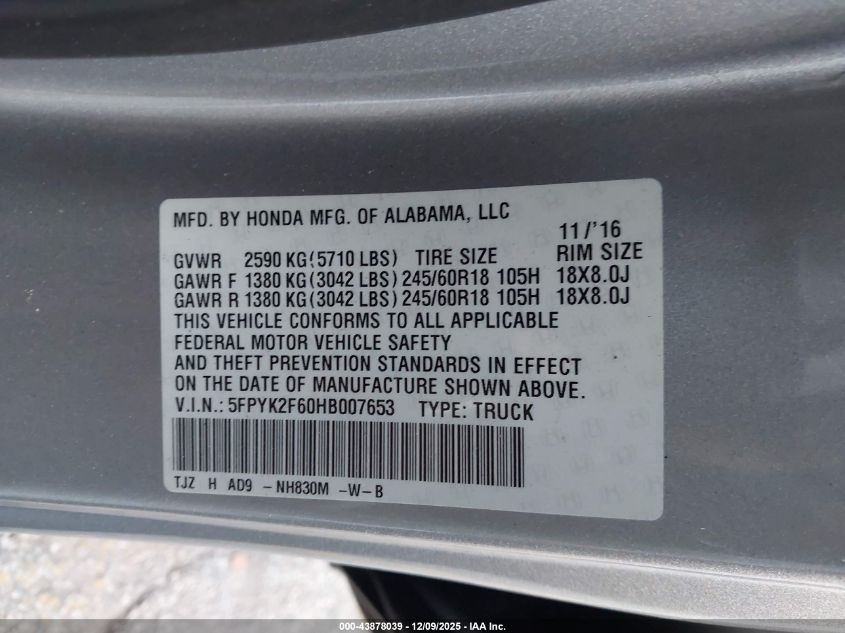 MFD. BY HONDA MFG. OF ALABAMA, LLC
11/'16
GVWR 2590 KG(5710 LBS) TIRE SIZE RIM SIZE
GAWR F 1380 KG(3042 LBS) 245/60R18 105H 18X8.0J
GAWR R 1380 KG(3042 LBS) 245/60R18 105H 18X8.0J
THIS VEHICLE CONFORMS TO ALL APPLICABLE
FEDERAL MOTOR VEHICLE SAFETY
AND THEFT PREVENTION STANDARDS IN EFFECT
ON THE DATE OF MANUFACTURE SHOWN ABOVE.
V.I.N.: 5FPYK2F60HB007653 TYPE: TRUCK
TJZ H AD9 -NH830M -W-B
000-43878039 - 12/09/2025 - IAA Inc.